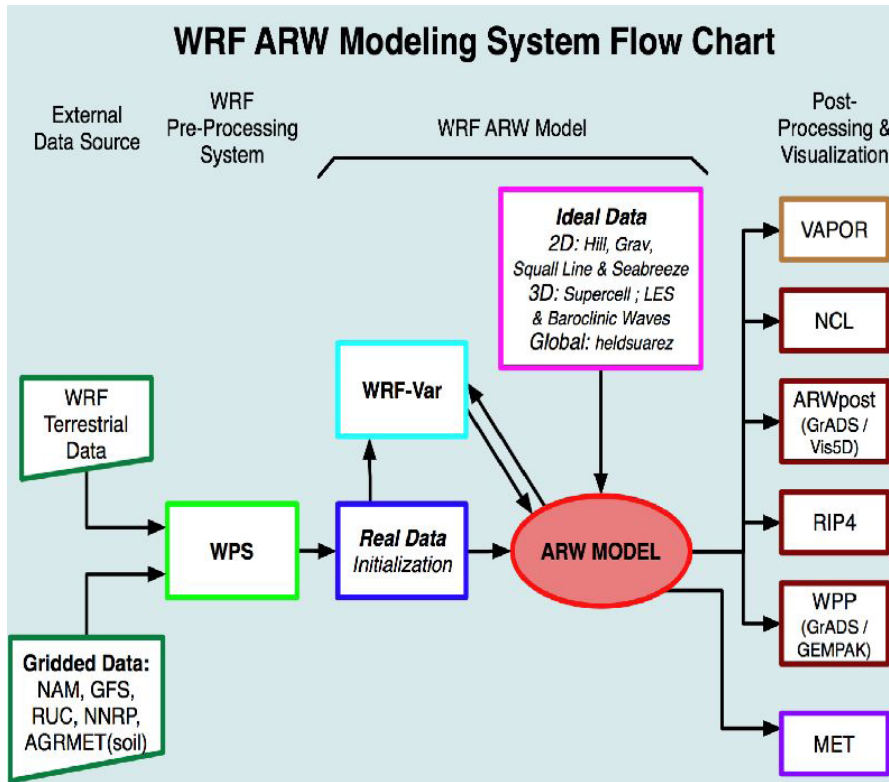 WRF ARW Modeling System Flow Chart
External
Data Source
WRF
Pre-Processing
System
WRF ARW Model
Post-
Processing &
Visualization
Ideal Data
2D: Hill, Grav,
Squall Line & Seabreeze
3D: Supercell ; LES
& Baroclinic Waves
Global: heldsuarez
VAPOR
NCL
WRF
Terrestrial
Data
WRF-Var
ARWpost
(GrADS /
Vis5D)
WPS
Real Data
Initialization
ARW MODEL
RIP4
WPP
(GrADS /
GEMPAK)
Gridded Data:
NAM, GFS,
RUC, NNRP,
AGRMET(soil)
MET